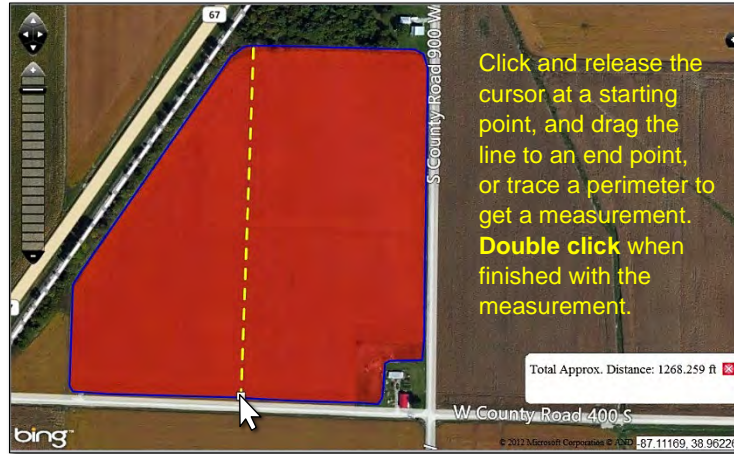 67
S County Road 900 W
Click and release the
cursor at a starting
point, and drag the
line to an end point,
or trace a perimeter to
get a measurement.
Double click when
finished with the
measurement.
Total Approx. Distance: 1268.259 ft
W County Road 400 S
bing
© 2012 Microsoft Corporation © AND
-87.11169, 38.96226